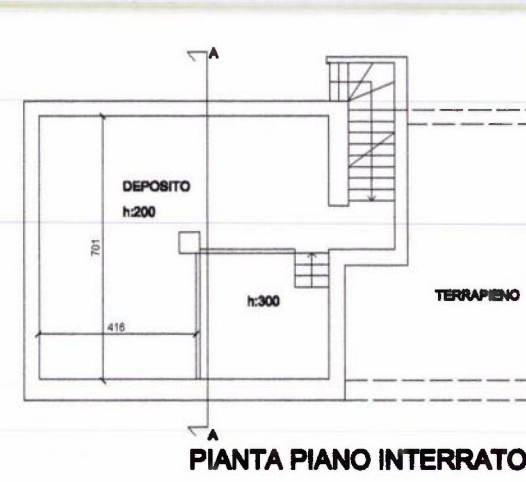 A
DEPOSITO
h:200
701
h:300
TERRAPIENO
416
A
PIANTA PIANO INTERRATO